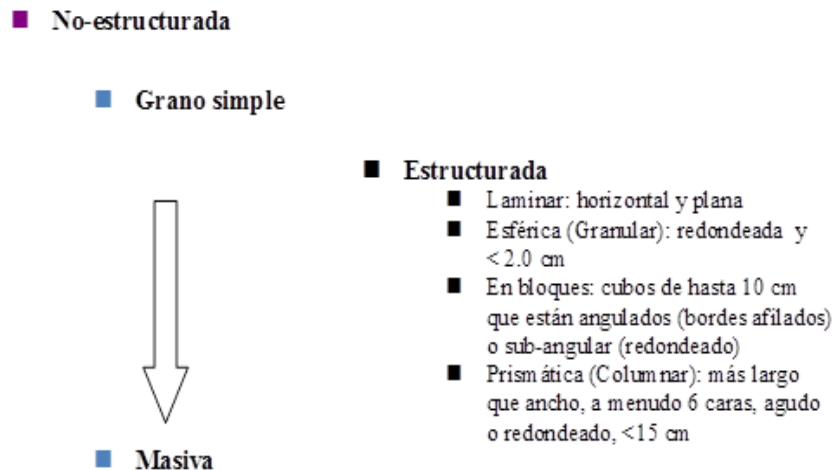 No-estructurada
Grano simple
Estructurada
Laminar: horizontal y plana
Esférica (Granular): redondeada y
< 2.0 cm
En bloques: cubos de hasta 10 cm
que están angulados (bordes afilados)
o sub-angular (redondeado)
Prismática (Columnar): más largo
que ancho, a menudo 6 caras, agudo
o redondeado, <15 cm
Masiva